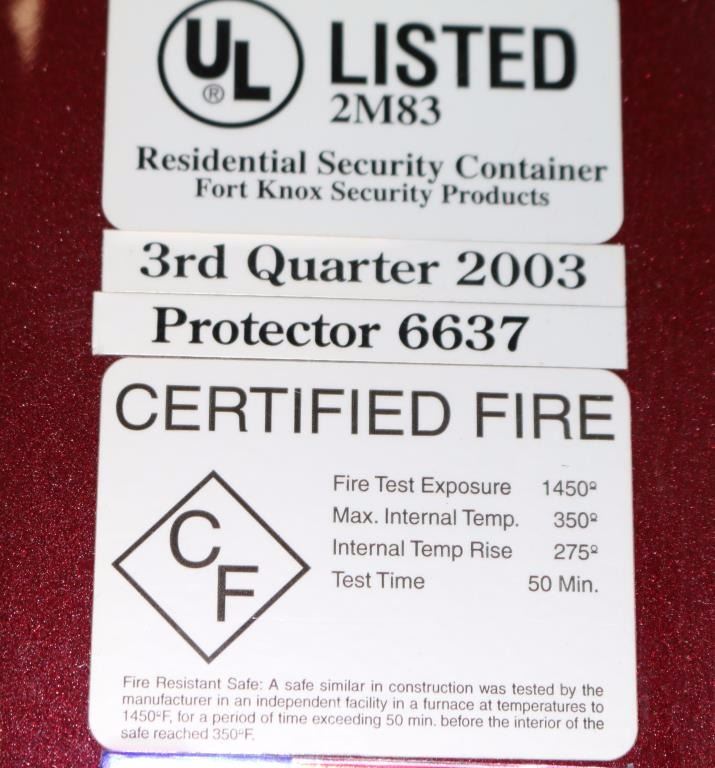 UL ® LISTED
2M83
Residential Security Container
Fort Knox Security Products
3rd Quarter 2003
Protector 6637
CERTIFIED FIRE
CF
Fire Test Exposure 1450º
Max. Internal Temp. 350º
Internal Temp Rise 275º
Test Time 50 Min.
Fire Resistant Safe: A safe similar in construction was tested by the
manufacturer in an independent facility in a furnace at temperatures to
1450ºF, for a period of time exceeding 50 min. before the interior of the
safe reached 350ºF.